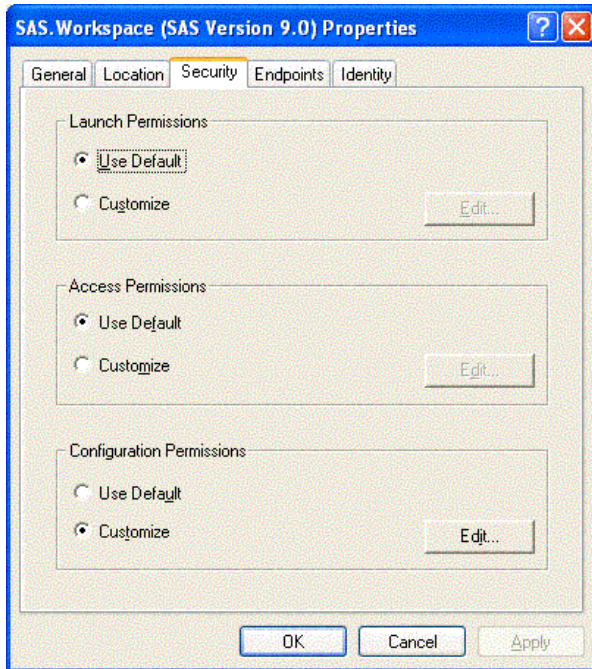 SAS.Workspace (SAS Version 9.0) Properties
General Location Security Endpoints Identity
Launch Permissions
Use Default
Customize
Edit...
Access Permissions
Use Default
Customize
Edit...
Configuration Permissions
Use Default
Customize
Edit...
OK Cancel Apply